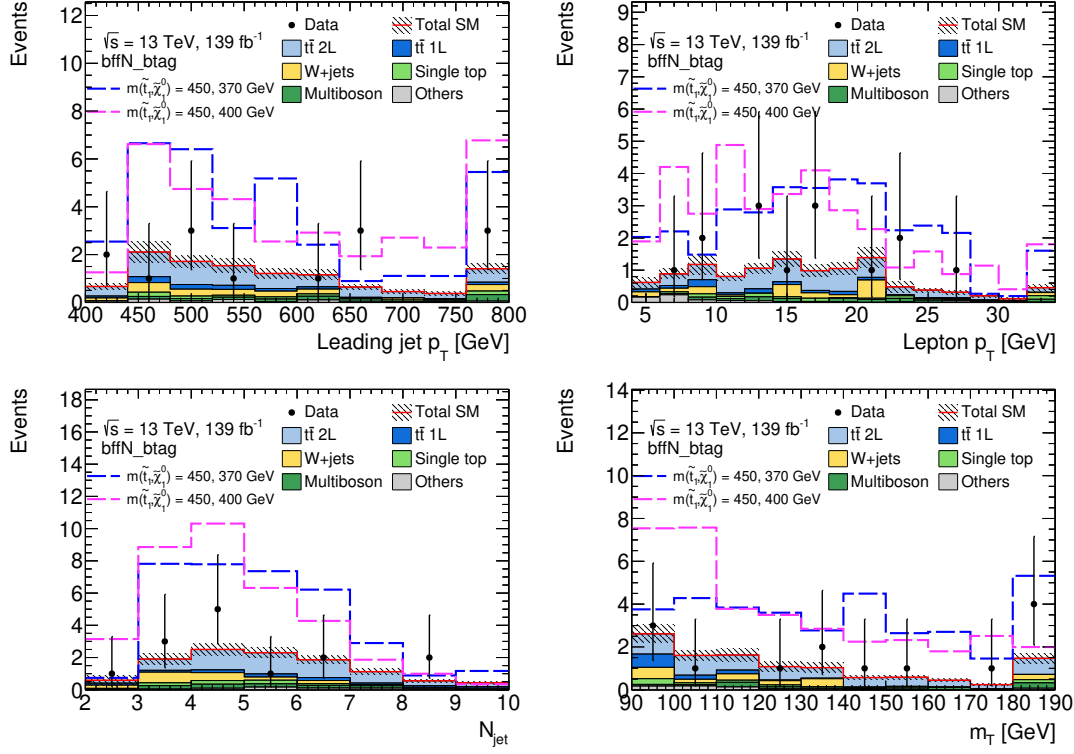 Events
12
10
8
6
4
2
0
√s = 13 TeV, 139 fb⁻¹
bffN_btag
Data
Total SM
tt̄ 2L
tt̄ 1L
W+jets
Single top
Multiboson
Others
m(t̃₁,χ̃₁⁰) = 450, 370 GeV
m(t̃₁,χ̃₁⁰) = 450, 400 GeV
400 450 500 550 600 650 700 750 800
Leading jet p_T [GeV]
Events
9
8
7
6
5
4
3
2
1
0
√s = 13 TeV, 139 fb⁻¹
bffN_btag
Data
Total SM
tt̄ 2L
tt̄ 1L
W+jets
Single top
Multiboson
Others
m(t̃₁,χ̃₁⁰) = 450, 370 GeV
m(t̃₁,χ̃₁⁰) = 450, 400 GeV
5 10 15 20 25 30
Lepton p_T [GeV]
Events
18
16
14
12
10
8
6
4
2
0
√s = 13 TeV, 139 fb⁻¹
bffN_btag
Data
Total SM
tt̄ 2L
tt̄ 1L
W+jets
Single top
Multiboson
Others
m(t̃₁,χ̃₁⁰) = 450, 370 GeV
m(t̃₁,χ̃₁⁰) = 450, 400 GeV
2 3 4 5 6 7 8 9 10
N_jet
Events
14
12
10
8
6
4
2
0
√s = 13 TeV, 139 fb⁻¹
bffN_btag
Data
Total SM
tt̄ 2L
tt̄ 1L
W+jets
Single top
Multiboson
Others
m(t̃₁,χ̃₁⁰) = 450, 370 GeV
m(t̃₁,χ̃₁⁰) = 450, 400 GeV
90 100 110 120 130 140 150 160 170 180 190
m_T [GeV]